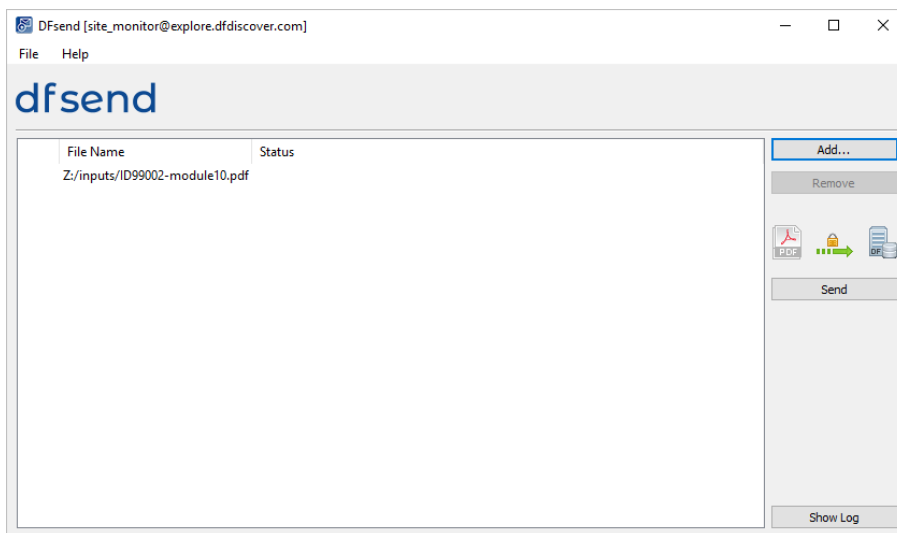 DFsend [site_monitor@explore.dfdiscover.com]
File Help
dfsend
File Name Status
Z:/inputs/ID99002-module10.pdf
Add...
Remove
PDF
DF
Send
Show Log